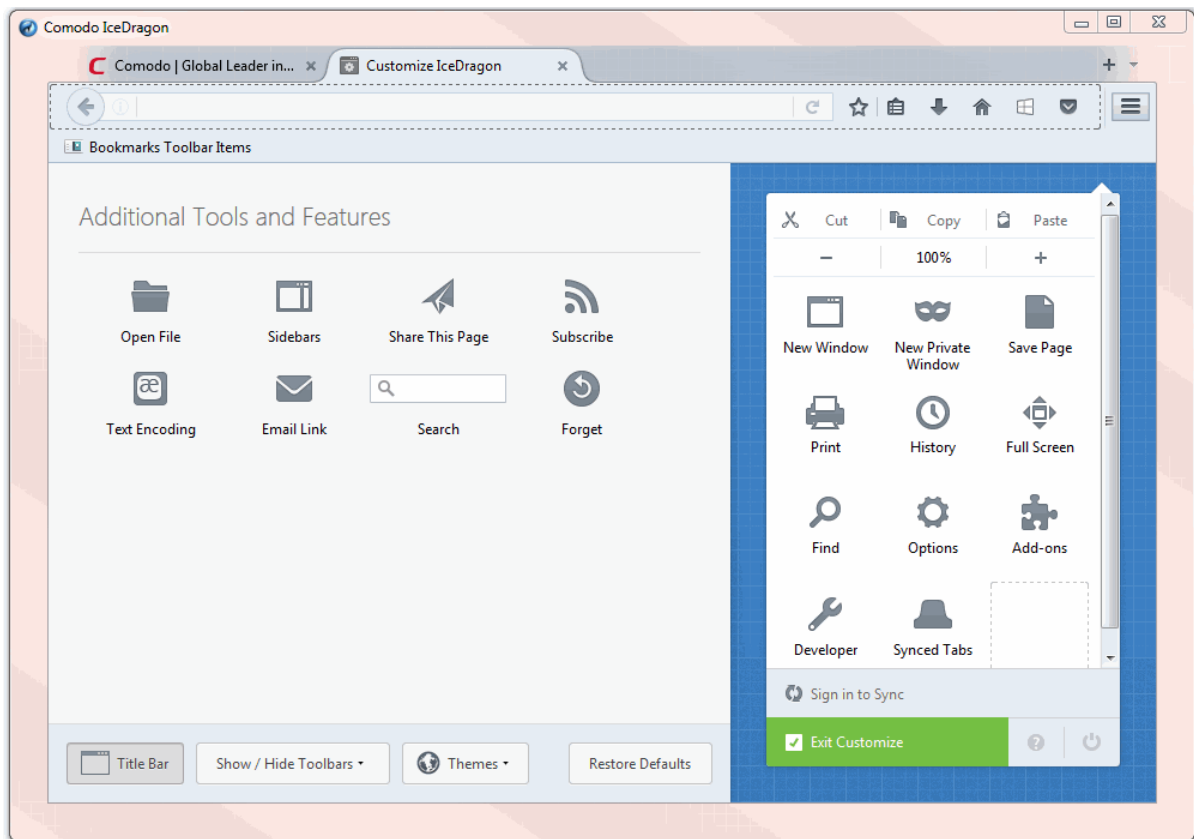 Comodo IceDragon
Comodo | Global Leader in...
Customize IceDragon
Bookmarks Toolbar Items
Additional Tools and Features
Open File
Sidebars
Share This Page
Subscribe
æ
Text Encoding
Email Link
Search
Forget
Cut
Copy
Paste
100%
New Window
New Private
Window
Save Page
Print
History
Full Screen
Find
Options
Add-ons
Developer
Synced Tabs
Sign in to Sync
Exit Customize
Title Bar
Show / Hide Toolbars
Themes
Restore Defaults